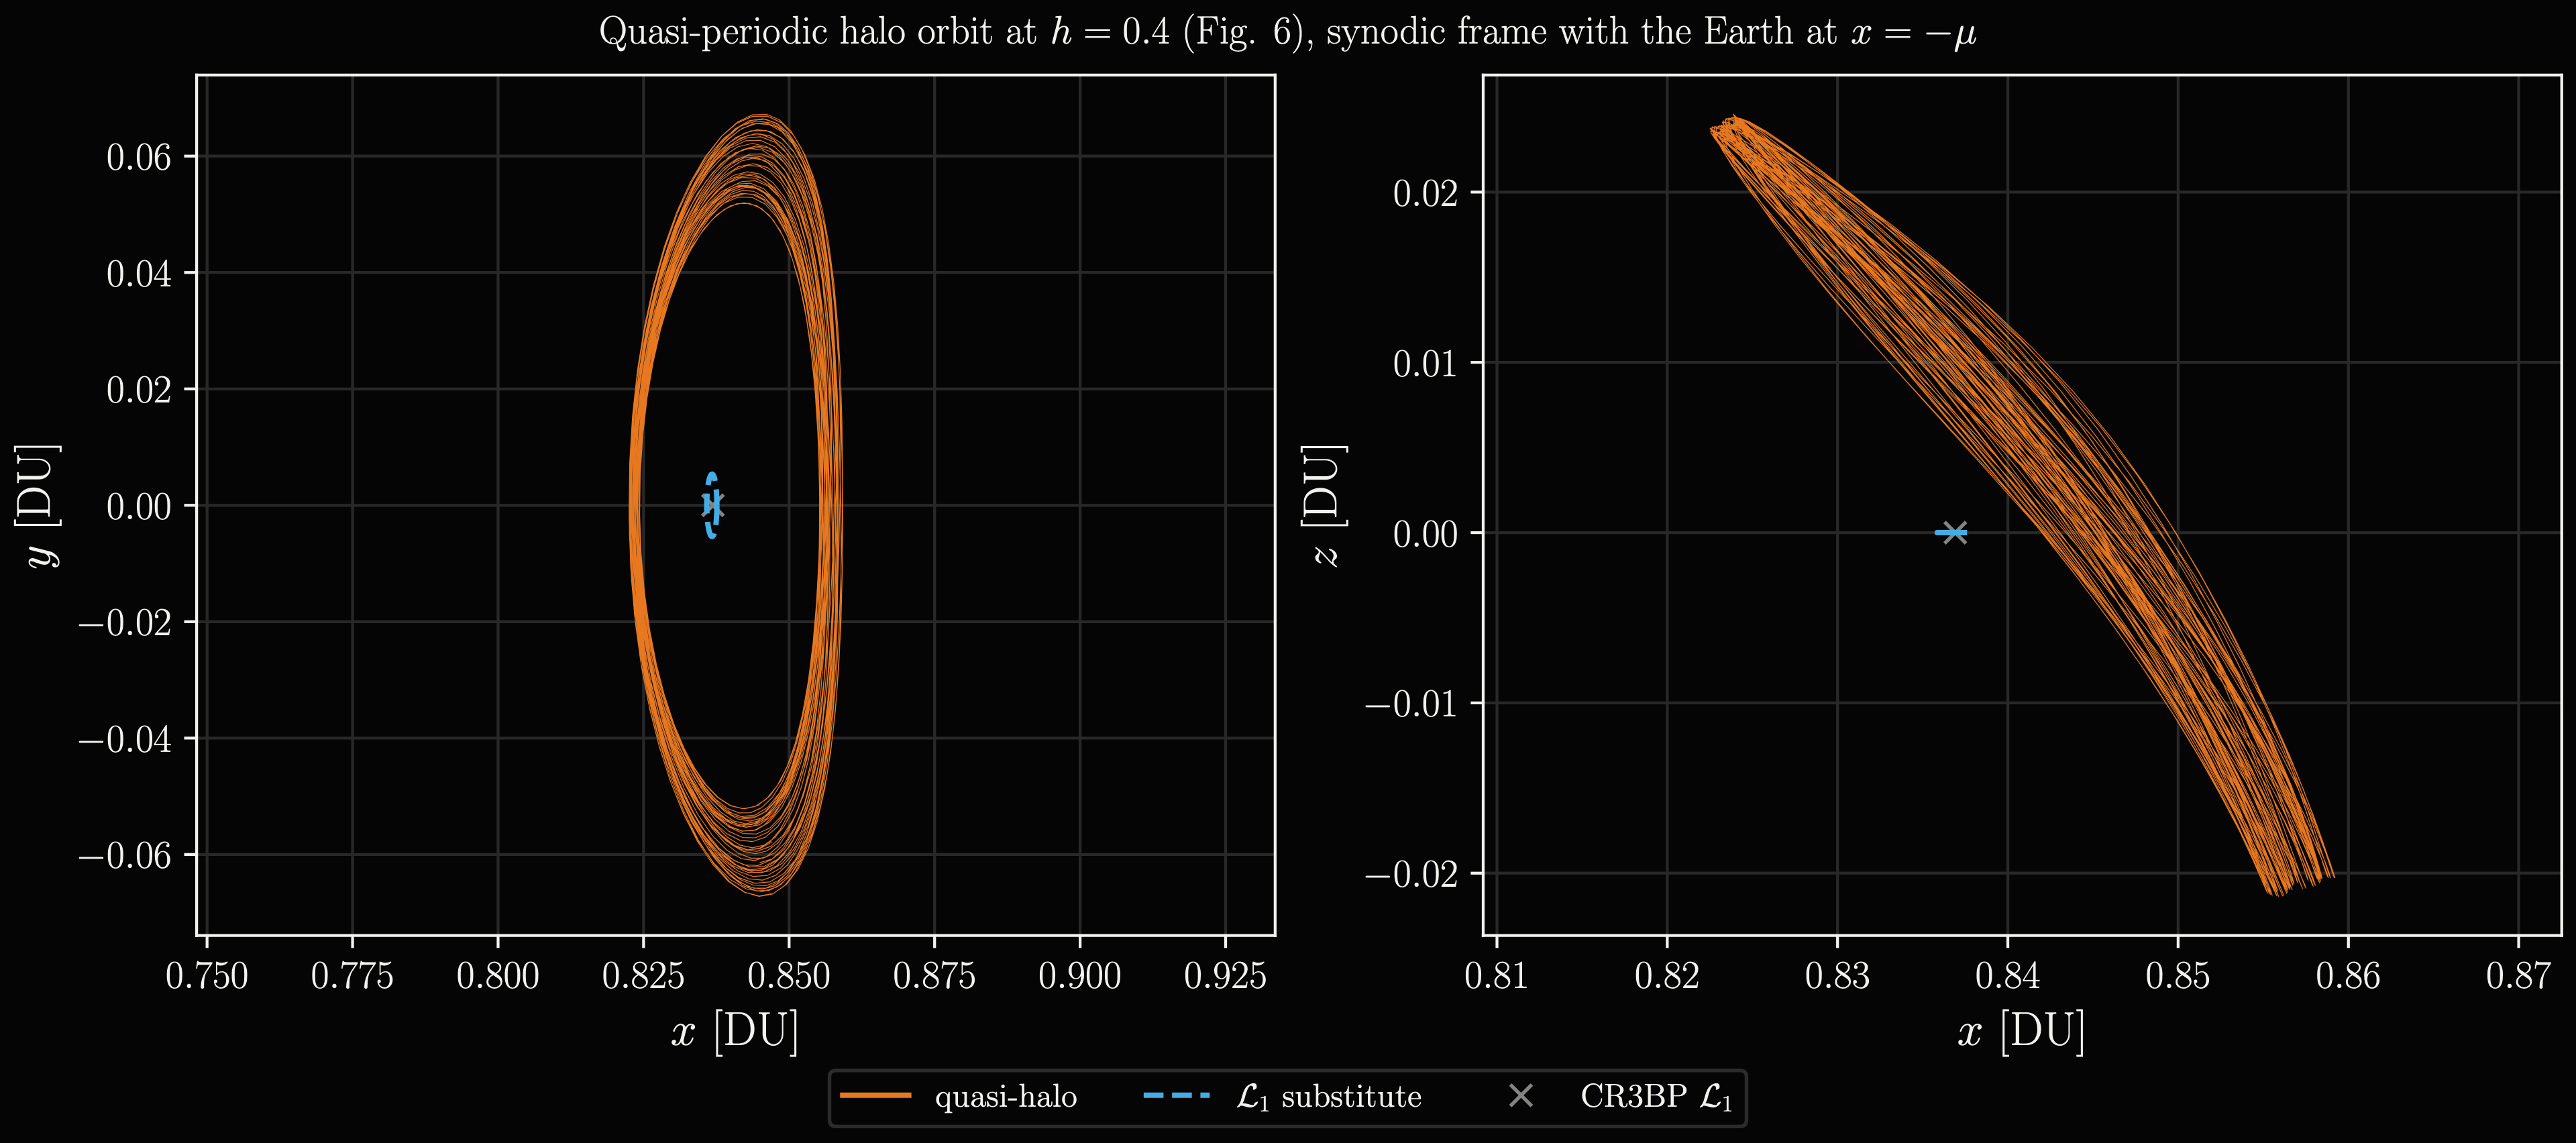 Quasi-periodic halo orbit at h = 0.4 (Fig. 6), synodic frame with the Earth at x = −μ
y [DU]
0.06
0.04
0.02
0.00
−0.02
−0.04
−0.06
0.750 0.775 0.800 0.825 0.850 0.875 0.900 0.925
x [DU]
z [DU]
0.02
0.01
0.00
−0.01
−0.02
0.81 0.82 0.83 0.84 0.85 0.86 0.87
x [DU]
quasi-halo ℒ₁ substitute CR3BP ℒ₁